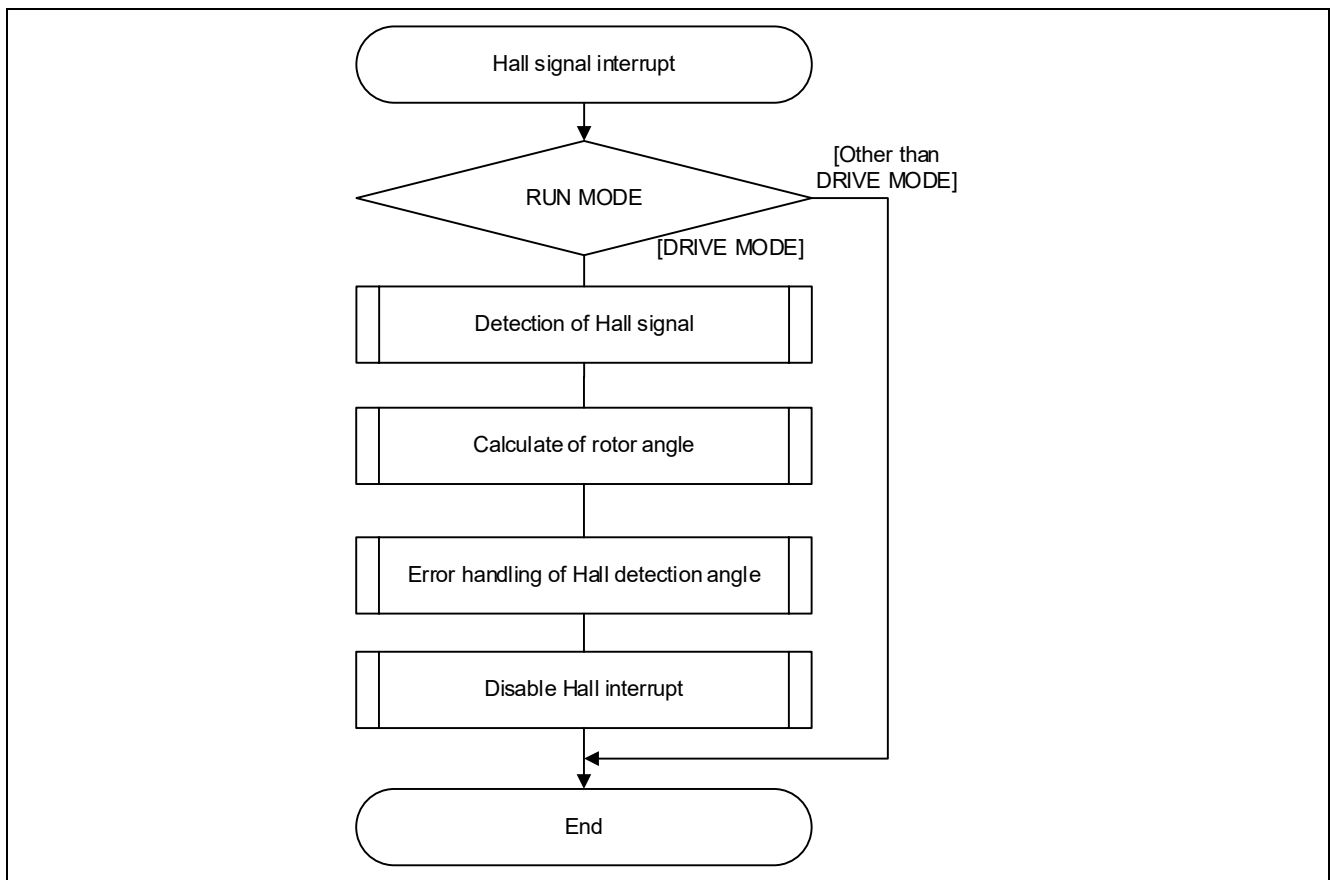 Hall signal interrupt
[Other than
DRIVE MODE]
RUN MODE
[DRIVE MODE]
Detection of Hall signal
Calculate of rotor angle
Error handling of Hall detection angle
Disable Hall interrupt
End